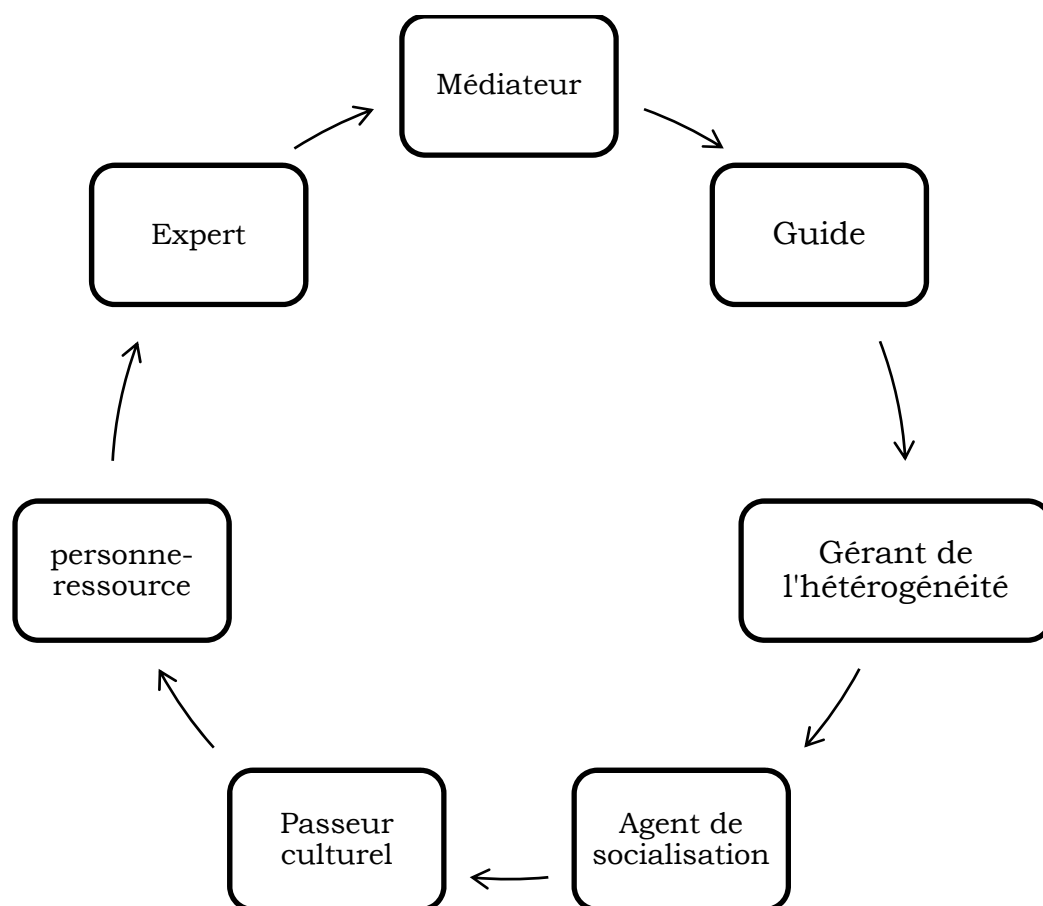 Médiateur
Guide
Gérant de
l'hétérogénéité
Agent de
socialisation
Passeur
culturel
personne-
ressource
Expert